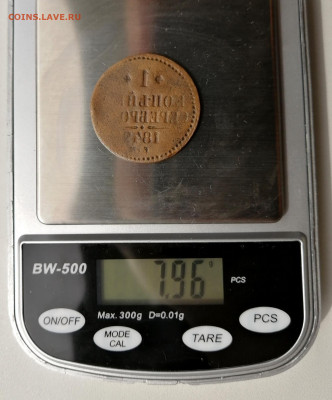 COINS.LAVE.RU
1
КОПѢЙКА
СЕРЕБРОМЪ
BW-500
7.96
PCS
Max. 300g D=0.01g
ON/OFF
MODE
CAL
TARE
PCS